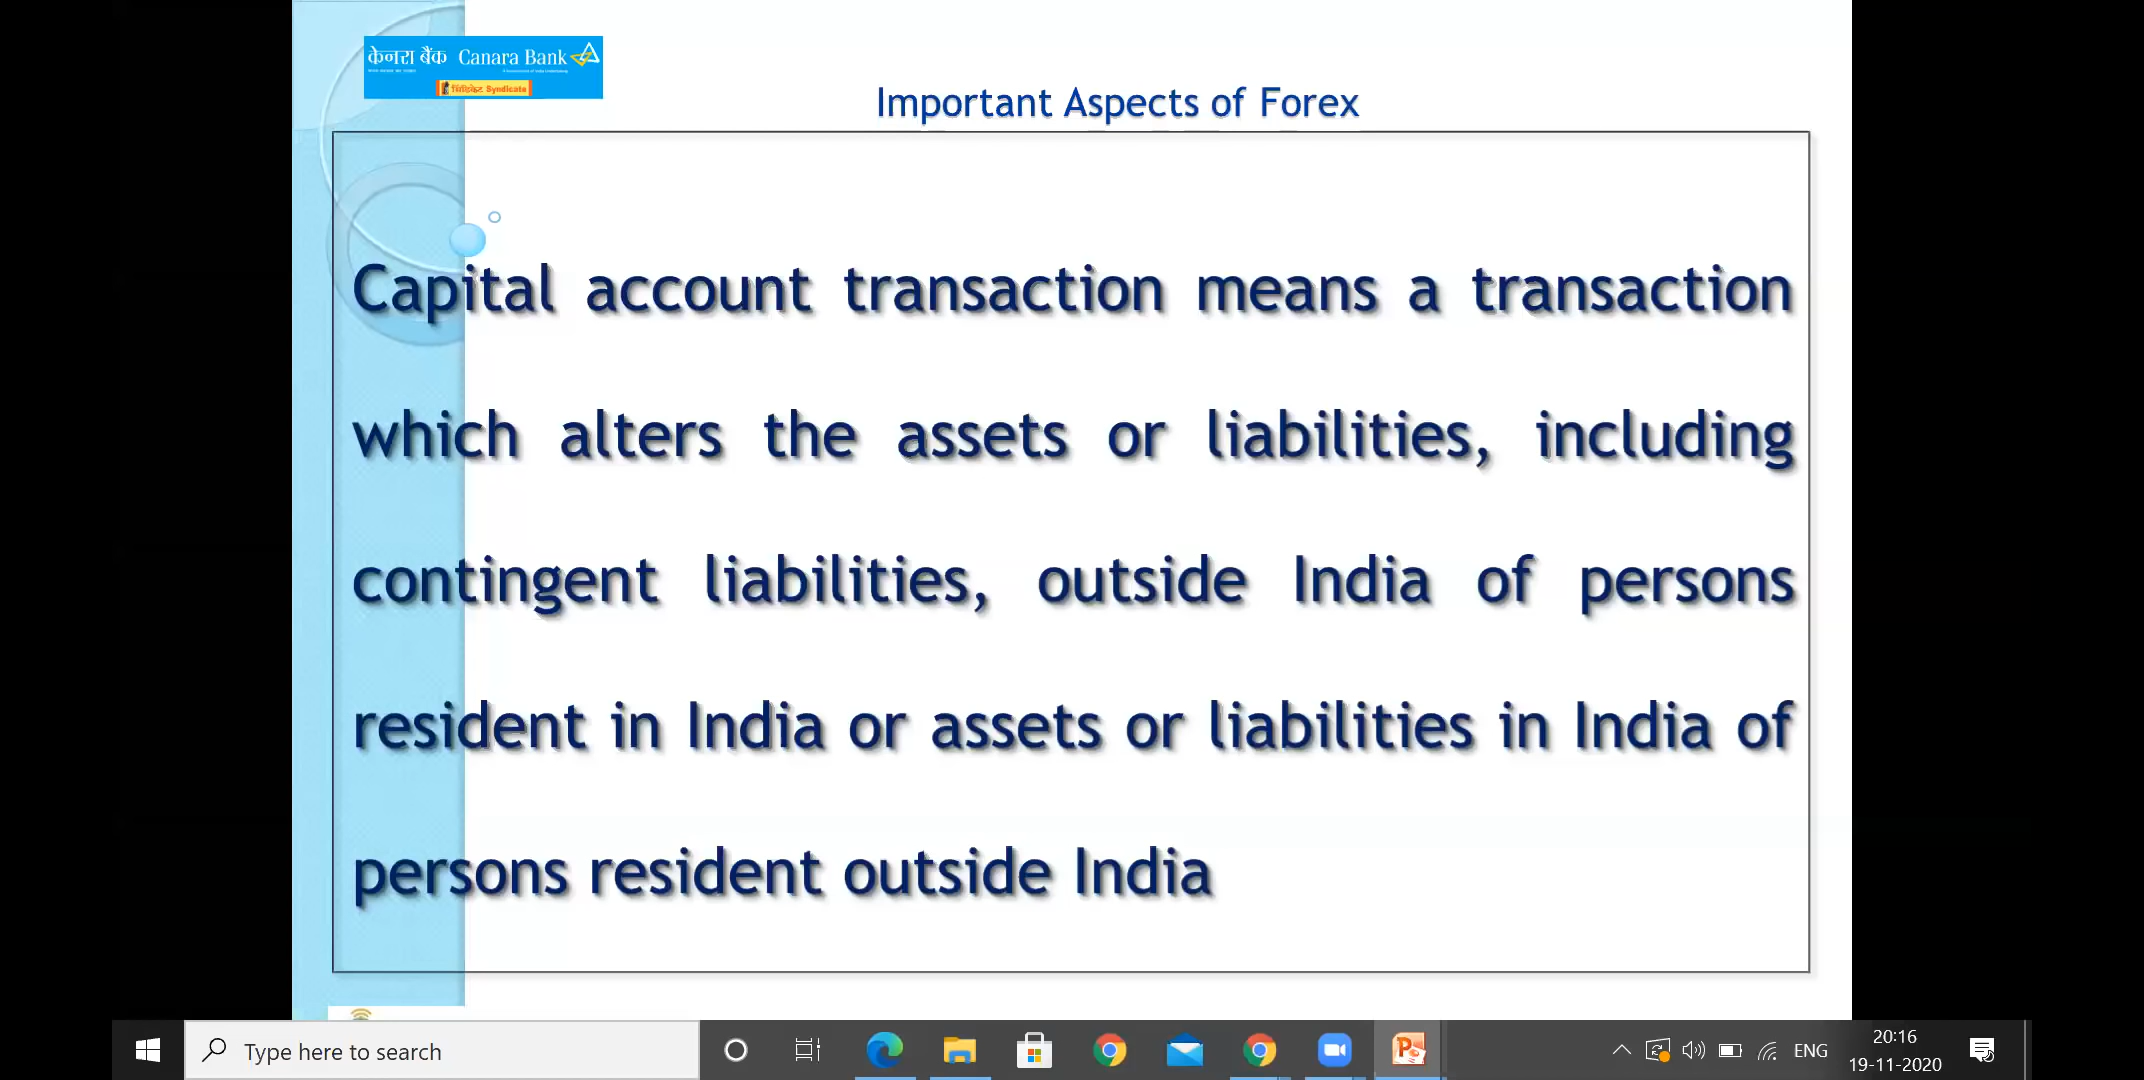 केनरा बैंक Canara Bank
सिंडिकेट Syndicate
Important Aspects of Forex
Capital account transaction means a transaction
which alters the assets or liabilities, including
contingent liabilities, outside India of persons
resident in India or assets or liabilities in India of
persons resident outside India
Type here to search
ENG
20:16
19-11-2020